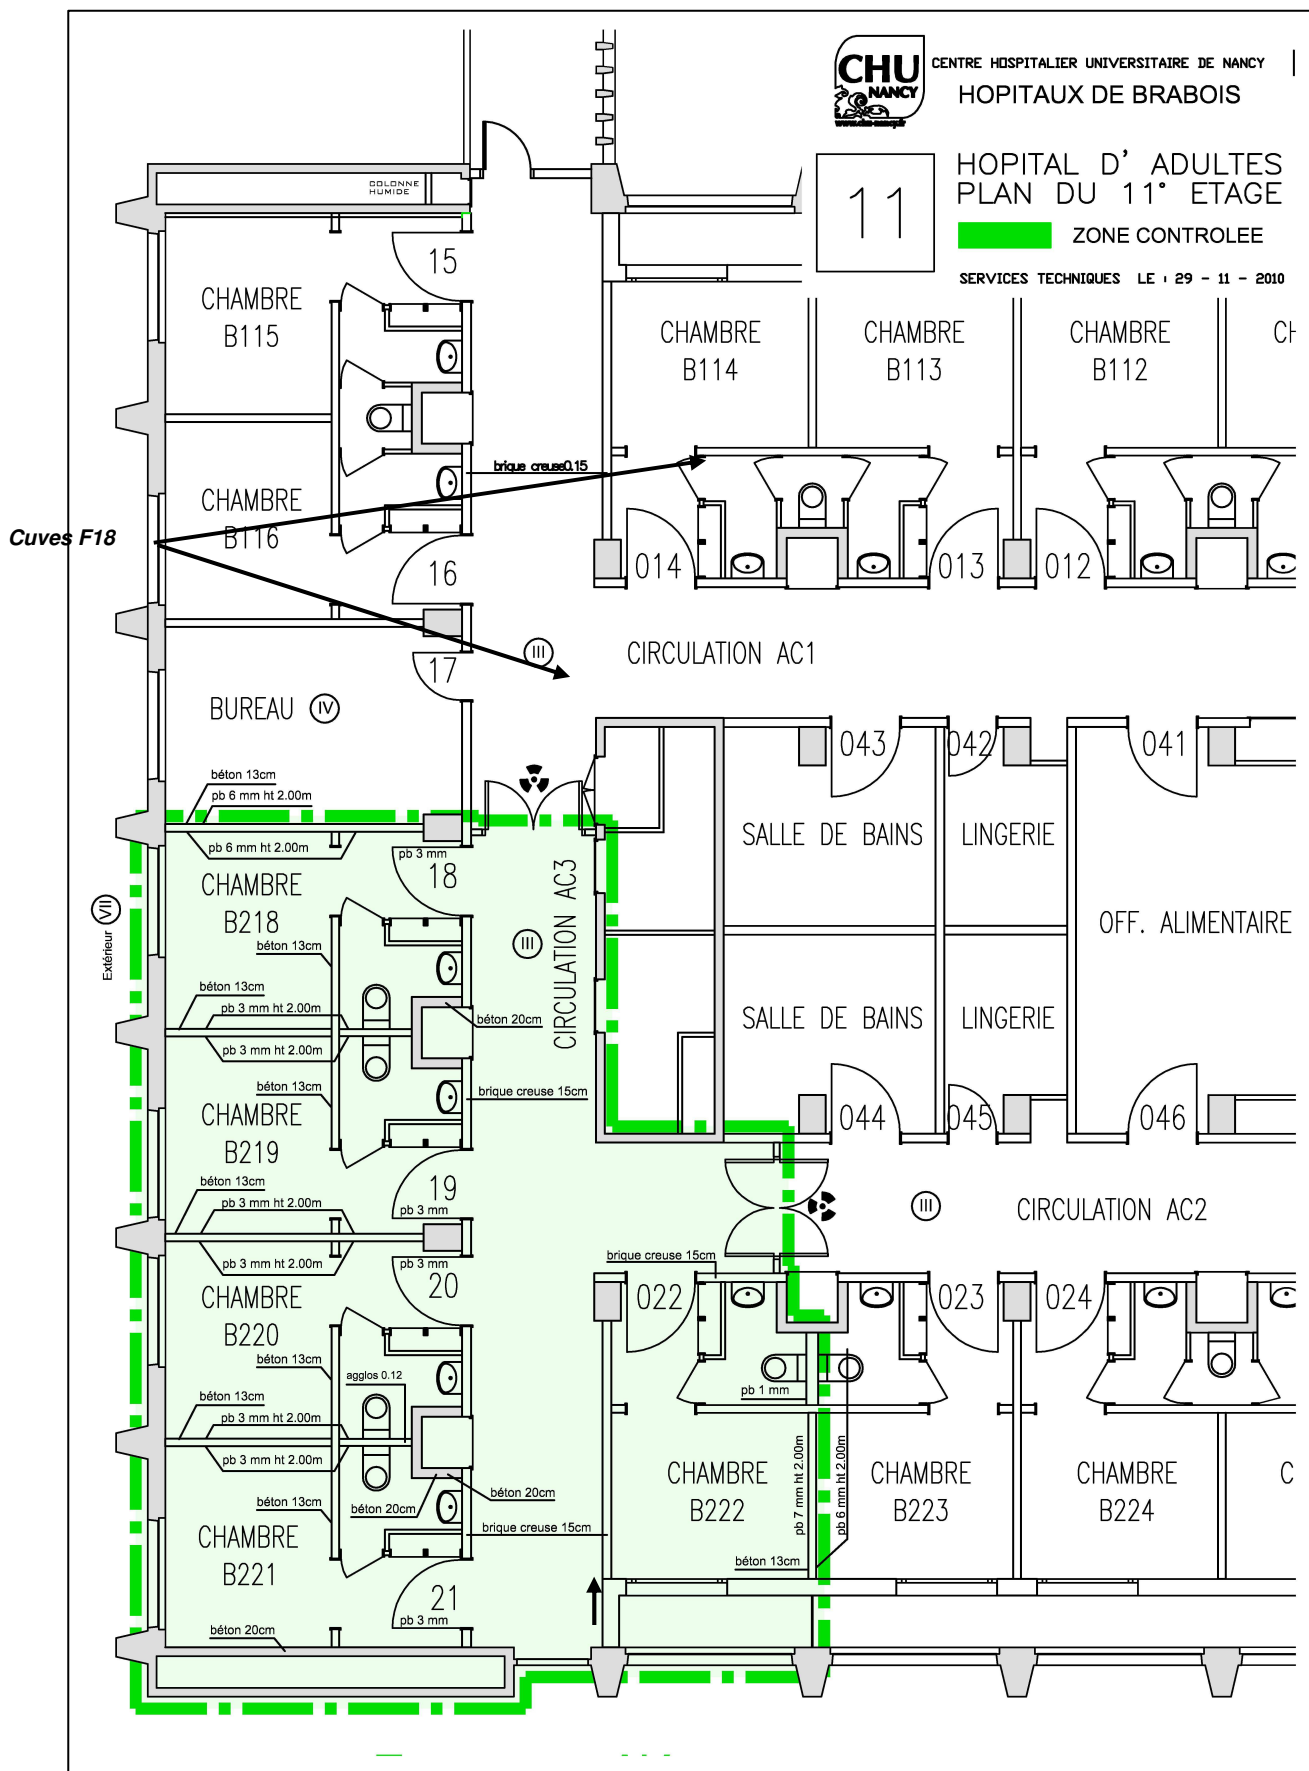 CHU
NANCY
www.chu-nancy.fr
CENTRE HOSPITALIER UNIVERSITAIRE DE NANCY
HOPITAUX DE BRABOIS
11
HOPITAL D' ADULTES
PLAN DU 11° ETAGE
ZONE CONTROLEE
SERVICES TECHNIQUES LE : 29 - 11 - 2010
COLONNE
HUMIDE
15
CHAMBRE
B115
CHAMBRE
B114
CHAMBRE
B113
CHAMBRE
B112
CH
brique creuse0.15
CHAMBRE
B116
Cuves F18
16
014
013
012
III
CIRCULATION AC1
17
BUREAU
IV
043
042
041
béton 13cm
pb 6 mm ht 2.00m
pb 6 mm ht 2.00m
pb 3 mm
18
CHAMBRE
B218
SALLE DE BAINS
LINGERIE
CIRCULATION AC3
III
Extérieur
VII
OFF. ALIMENTAIRE
béton 13cm
béton 13cm
pb 3 mm ht 2.00m
pb 3 mm ht 2.00m
béton 20cm
SALLE DE BAINS
LINGERIE
béton 13cm
brique creuse 15cm
CHAMBRE
B219
044
045
046
béton 13cm
pb 3 mm ht 2.00m
19
pb 3 mm
III
CIRCULATION AC2
pb 3 mm ht 2.00m
pb 3 mm
20
brique creuse 15cm
CHAMBRE
B220
022
023
024
béton 13cm
agglos 0.12
béton 13cm
pb 3 mm ht 2.00m
pb 3 mm ht 2.00m
pb 1 mm
pb 7 mm ht 2.00m
pb 6 mm ht 2.00m
CHAMBRE
B222
CHAMBRE
B223
CHAMBRE
B224
C
béton 13cm
béton 20cm
béton 20cm
brique creuse 15cm
CHAMBRE
B221
béton 13cm
21
pb 3 mm
béton 20cm